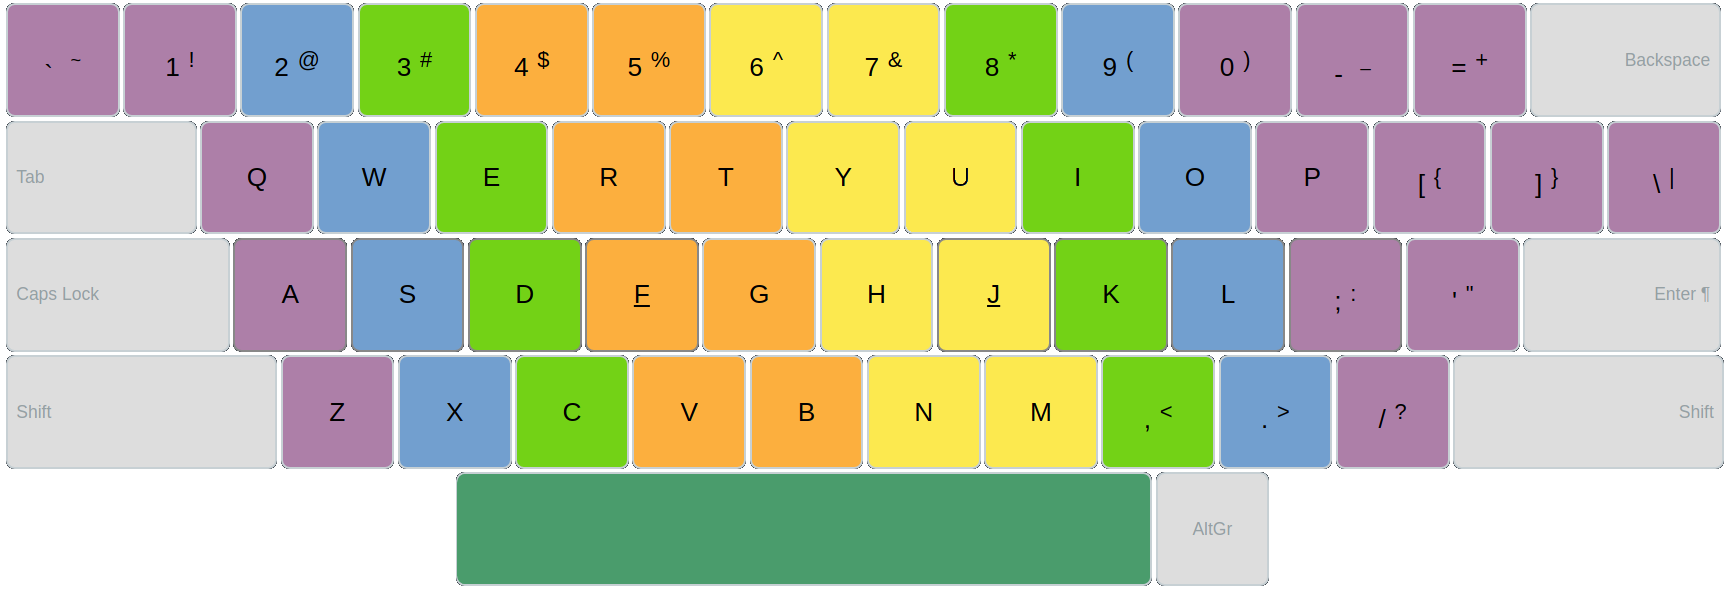 ` ~ 1 ! 2 @ 3 # 4 $ 5 % 6 ^ 7 & 8 * 9 ( 0 ) - _ = + Backspace
Tab Q W E R T Y U I O P [ { ] } \ |
Caps Lock A S D F G H J K L ; : ' " Enter ¶
Shift Z X C V B N M , < . > / ? Shift
AltGr